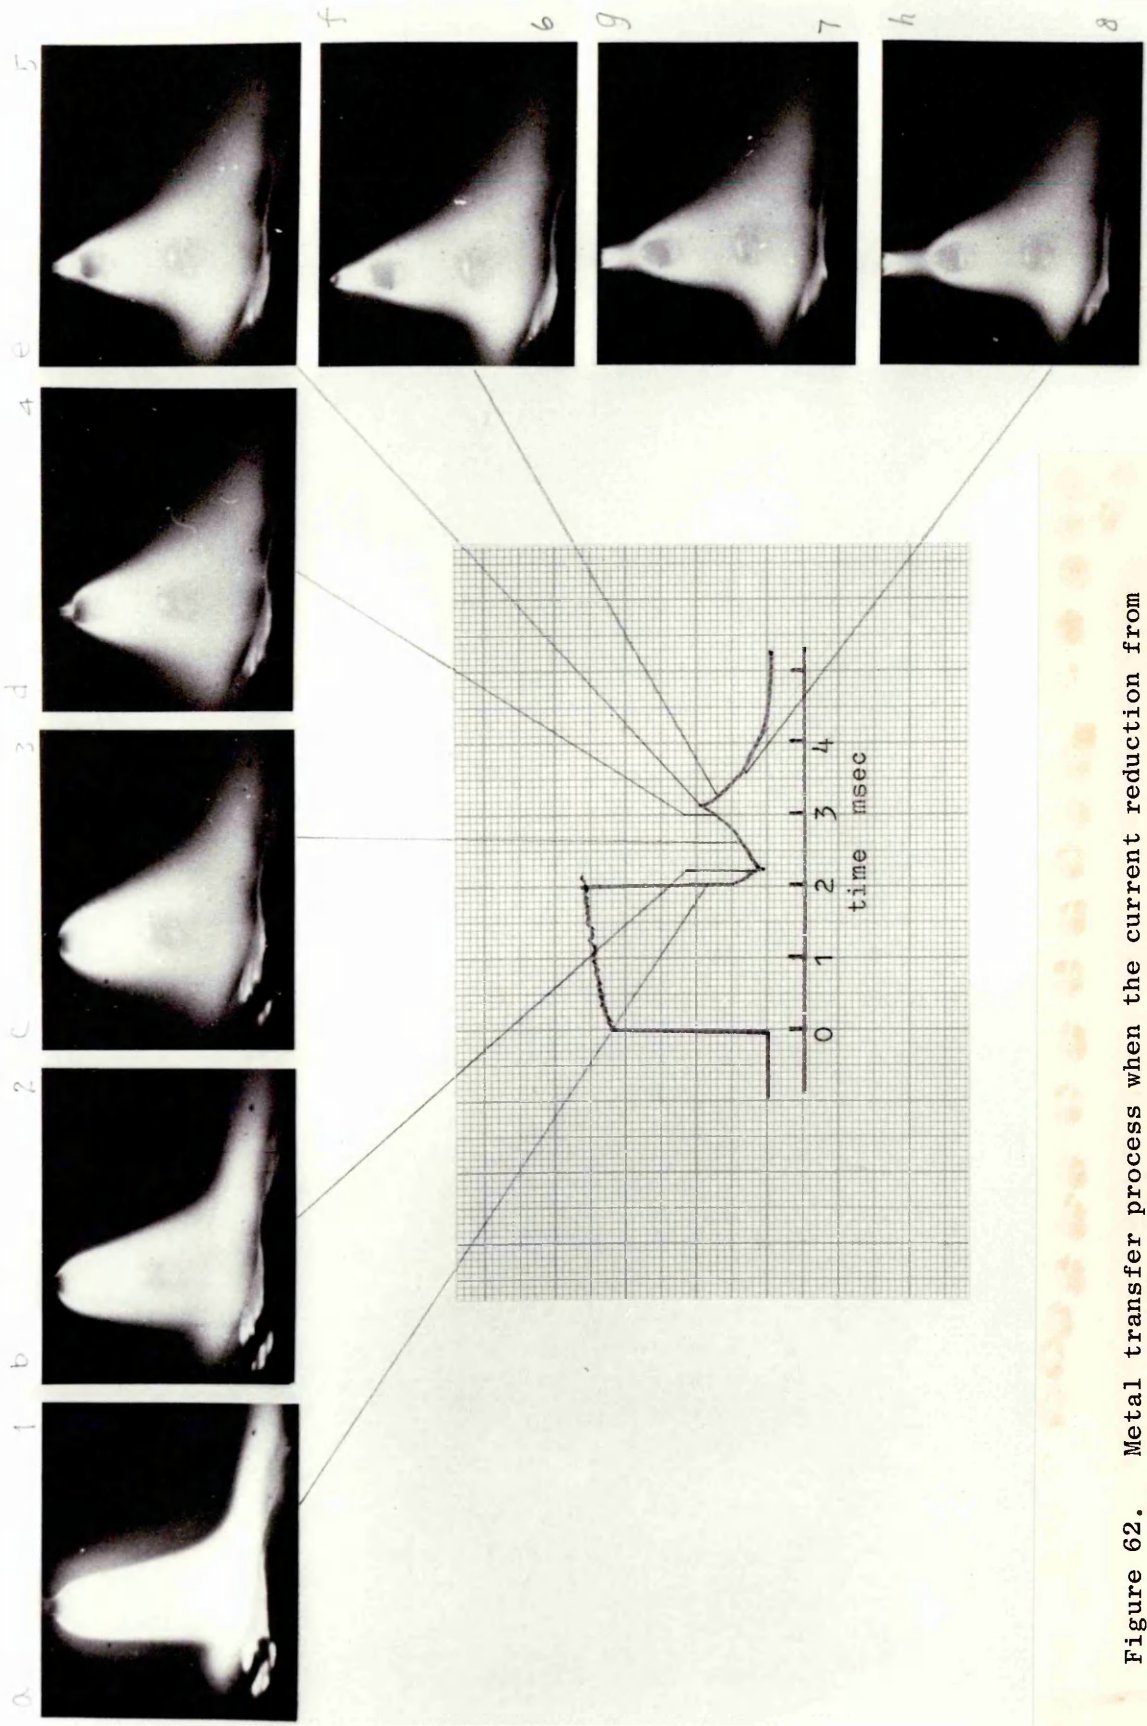 a 1
b 2
c 3
d 4
e 5
f 6
g 7
h 8
0 1 2 3 4
time msec
Figure 62. Metal transfer process when the current reduction from